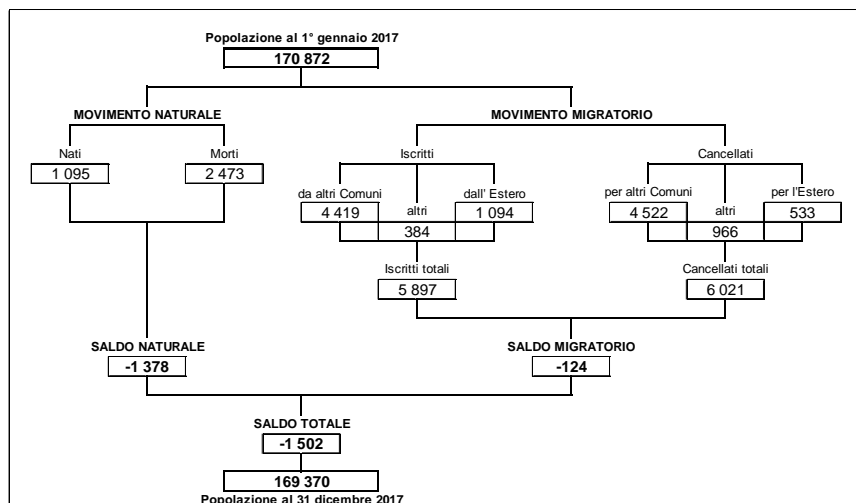 Popolazione al 1° gennaio 2017
170 872
MOVIMENTO NATURALE
MOVIMENTO MIGRATORIO
Nati
Morti
Iscritti
Cancellati
1 095
2 473
da altri Comuni
altri
dall' Estero
per altri Comuni
altri
per l'Estero
4 419
1 094
4 522
533
384
966
Iscritti totali
Cancellati totali
5 897
6 021
SALDO NATURALE
SALDO MIGRATORIO
-1 378
-124
SALDO TOTALE
-1 502
169 370
Popolazione al 31 dicembre 2017